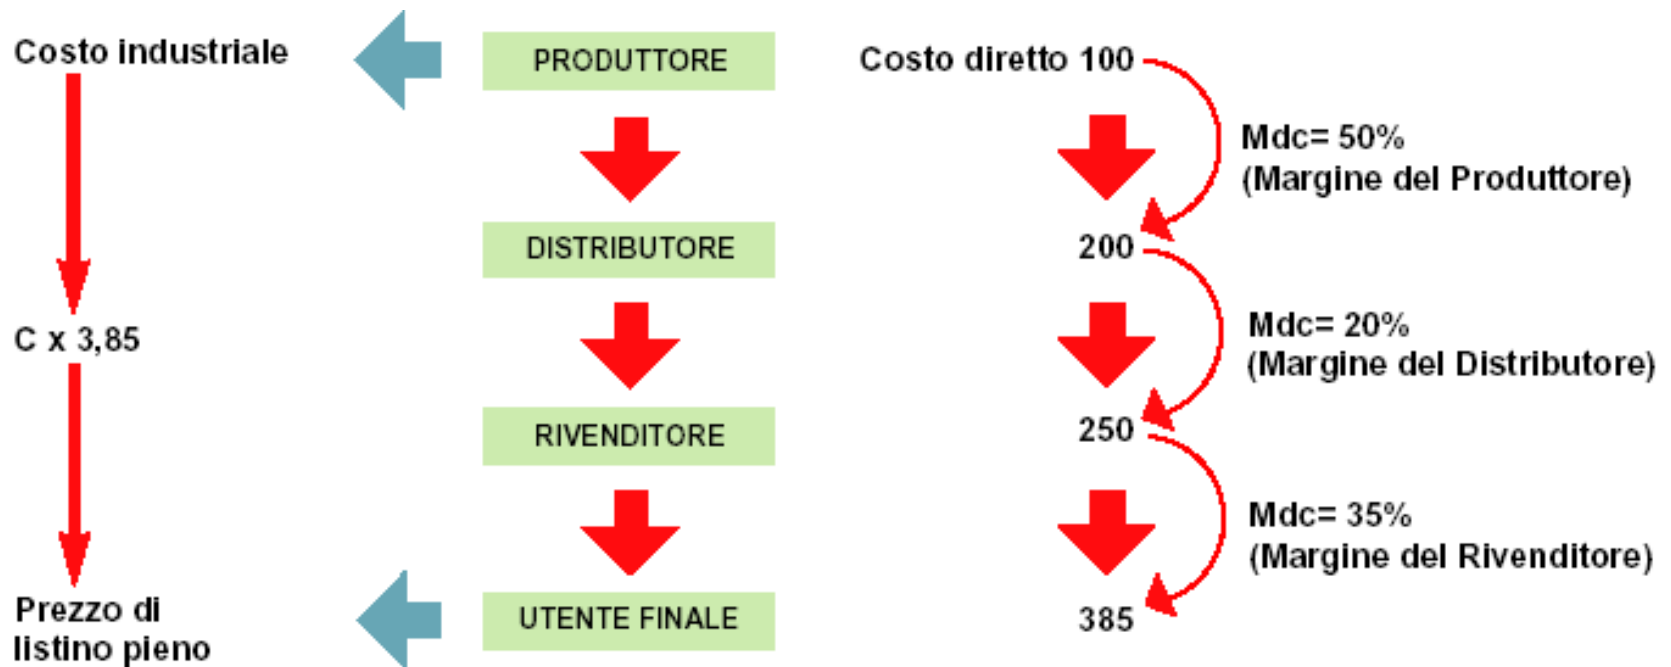 Costo industriale
C x 3,85
Prezzo di
listino pieno
PRODUTTORE
DISTRIBUTORE
RIVENDITORE
UTENTE FINALE
Costo diretto 100
200
250
385
Mdc= 50%
(Margine del Produttore)
Mdc= 20%
(Margine del Distributore)
Mdc= 35%
(Margine del Rivenditore)